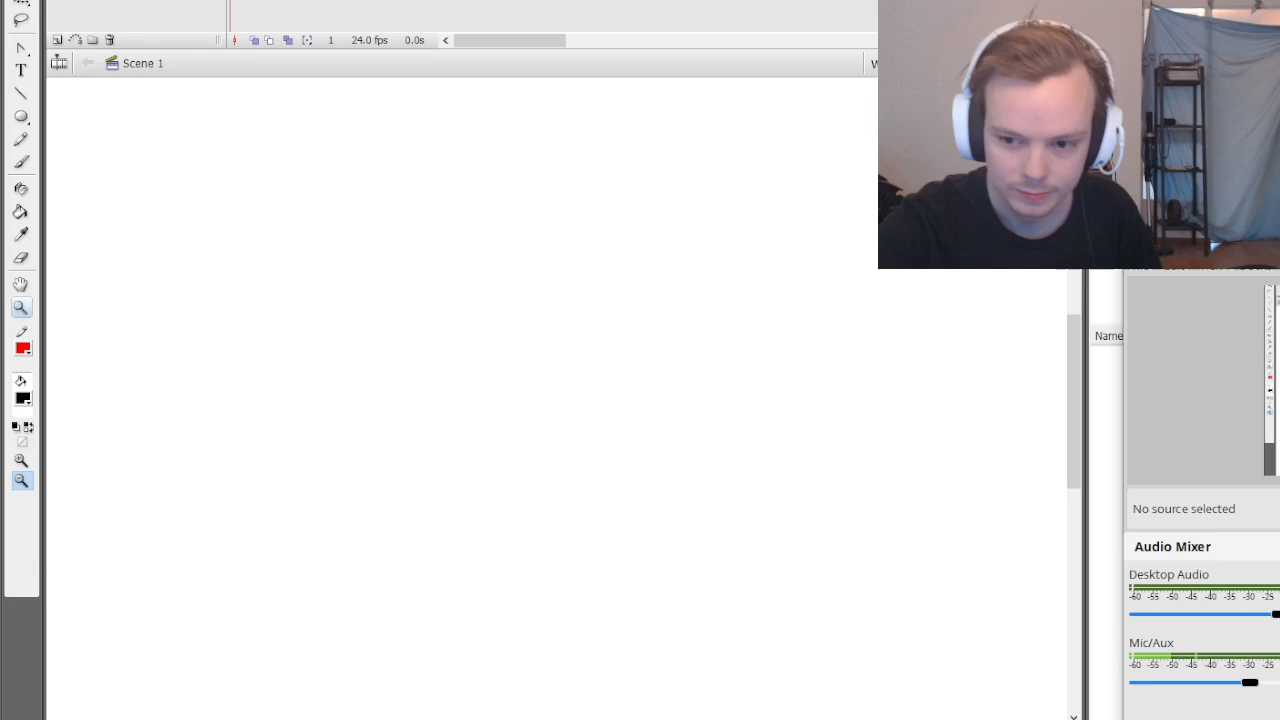 1 24.0 fps 0.0s
Scene 1
Name
No source selected
Audio Mixer
Desktop Audio
-60 -55 -50 -45 -40 -35 -30 -25
Mic/Aux
-60 -55 -50 -45 -40 -35 -30 -25